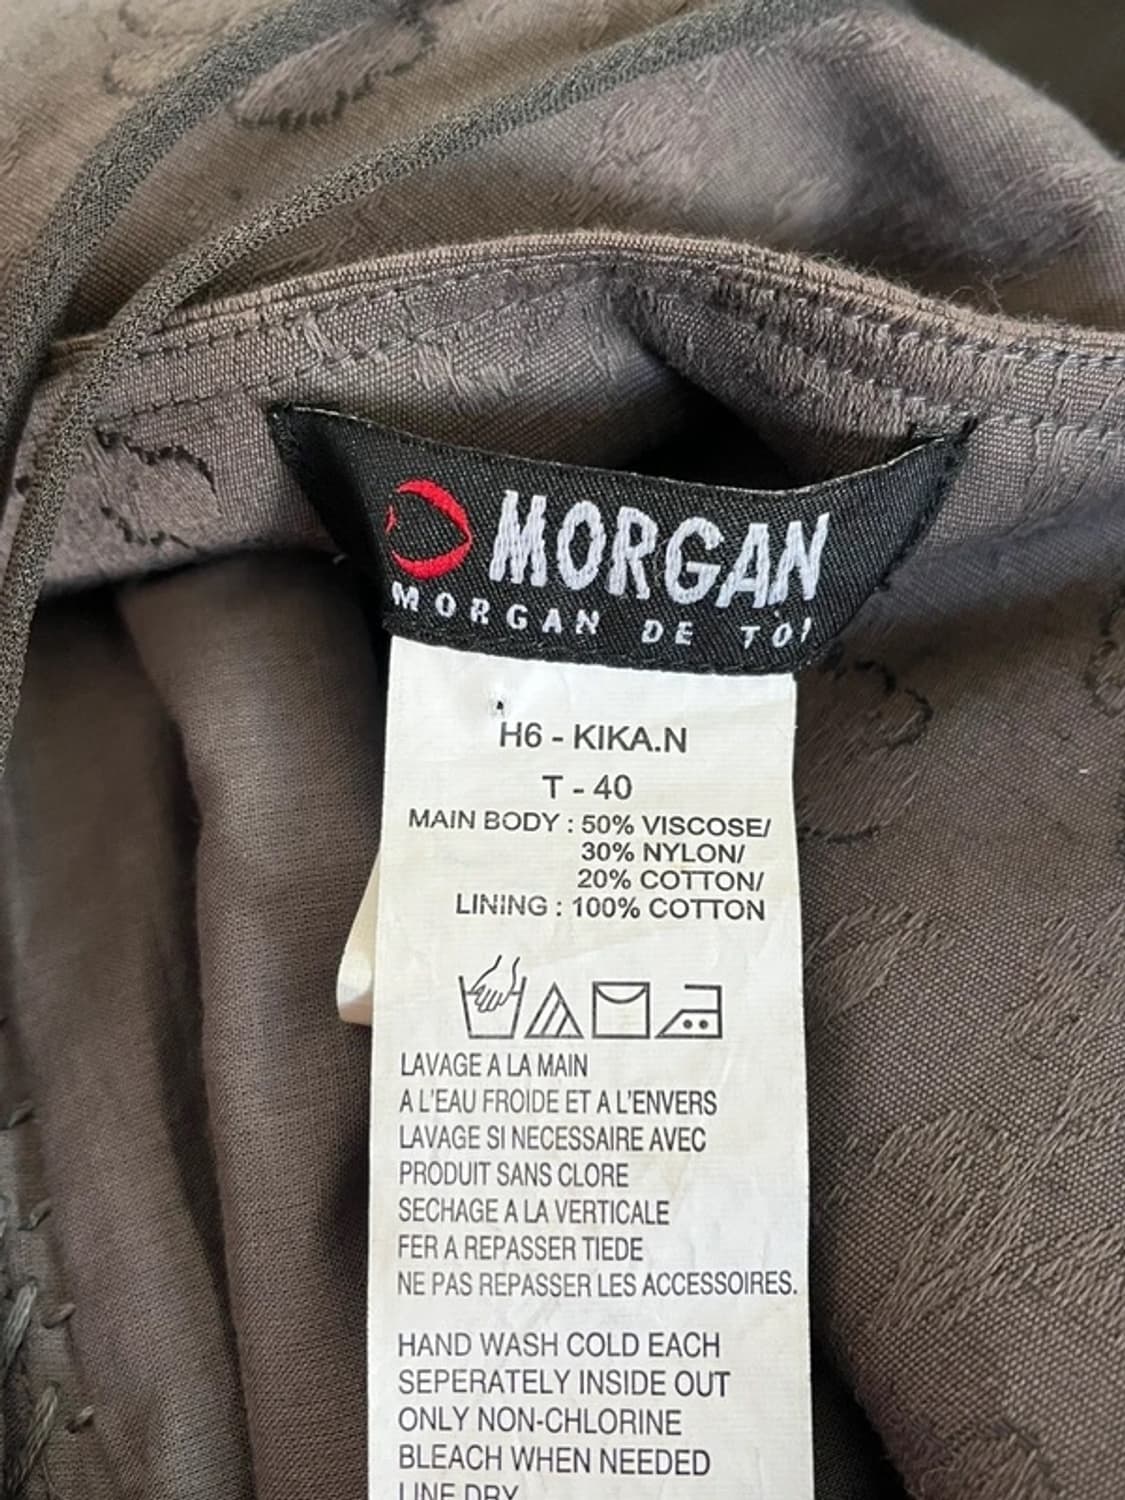 MORGAN
MORGAN DE TOI
H6 - KIKA.N
T - 40
MAIN BODY : 50% VISCOSE/
30% NYLON/
20% COTTON/
LINING : 100% COTTON
LAVAGE A LA MAIN
A L'EAU FROIDE ET A L'ENVERS
LAVAGE SI NECESSAIRE AVEC
PRODUIT SANS CLORE
SECHAGE A LA VERTICALE
FER A REPASSER TIEDE
NE PAS REPASSER LES ACCESSOIRES.
HAND WASH COLD EACH
SEPERATELY INSIDE OUT
ONLY NON-CHLORINE
BLEACH WHEN NEEDED
LINE DRY